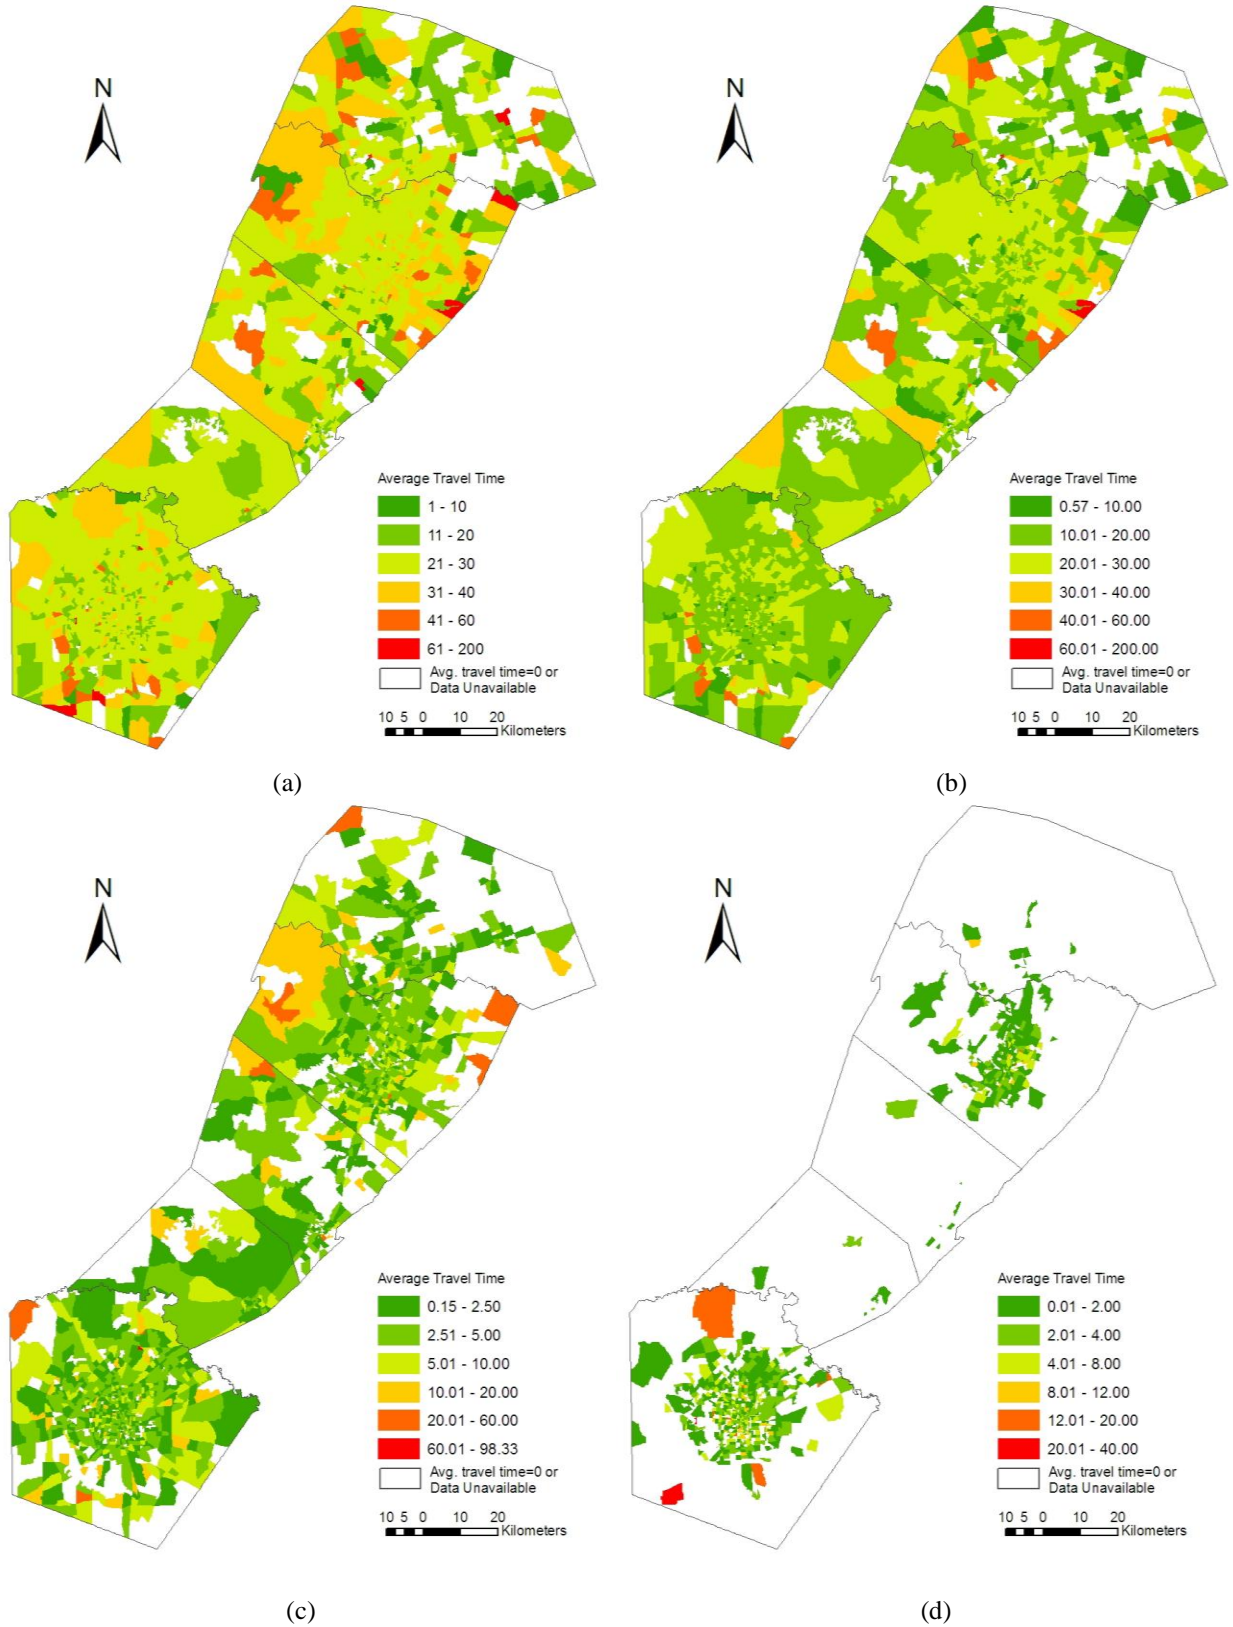 N
Average Travel Time
1 - 10
11 - 20
21 - 30
31 - 40
41 - 60
61 - 200
Avg. travel time=0 or
Data Unavailable
10 5 0 10 20
Kilometers
(a)
N
Average Travel Time
0.57 - 10.00
10.01 - 20.00
20.01 - 30.00
30.01 - 40.00
40.01 - 60.00
60.01 - 200.00
Avg. travel time=0 or
Data Unavailable
10 5 0 10 20
Kilometers
(b)
N
Average Travel Time
0.15 - 2.50
2.51 - 5.00
5.01 - 10.00
10.01 - 20.00
20.01 - 60.00
60.01 - 98.33
Avg. travel time=0 or
Data Unavailable
10 5 0 10 20
Kilometers
(c)
N
Average Travel Time
0.01 - 2.00
2.01 - 4.00
4.01 - 8.00
8.01 - 12.00
12.01 - 20.00
20.01 - 40.00
Avg. travel time=0 or
Data Unavailable
10 5 0 10 20
Kilometers
(d)